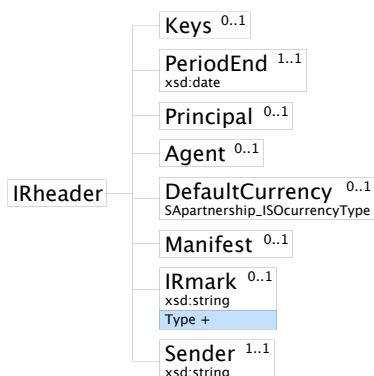 Keys 0..1
PeriodEnd 1..1
xsd:date
Principal 0..1
Agent 0..1
IRheader
DefaultCurrency 0..1
SApartnership_ISOcurrencyType
Manifest 0..1
IRmark 0..1
xsd:string
Type +
Sender 1..1
xsd:string